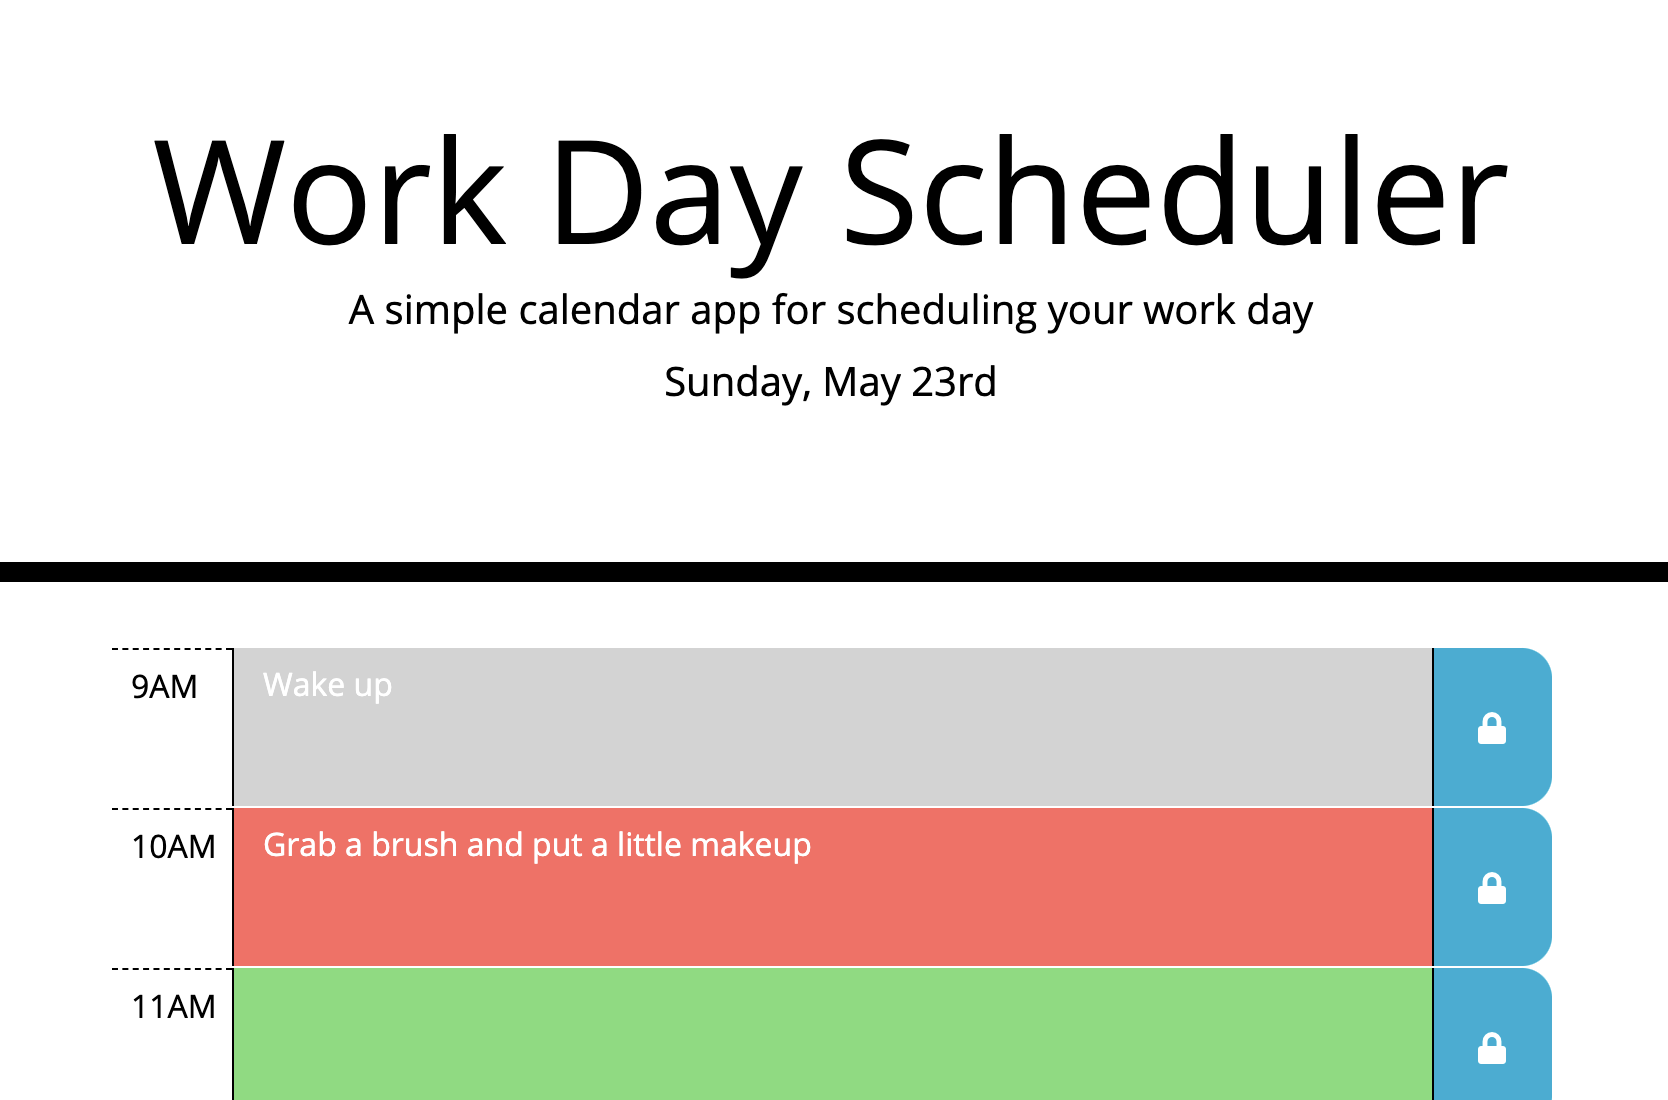 Work Day Scheduler
A simple calendar app for scheduling your work day
Sunday, May 23rd
9AM
Wake up
10AM
Grab a brush and put a little makeup
11AM